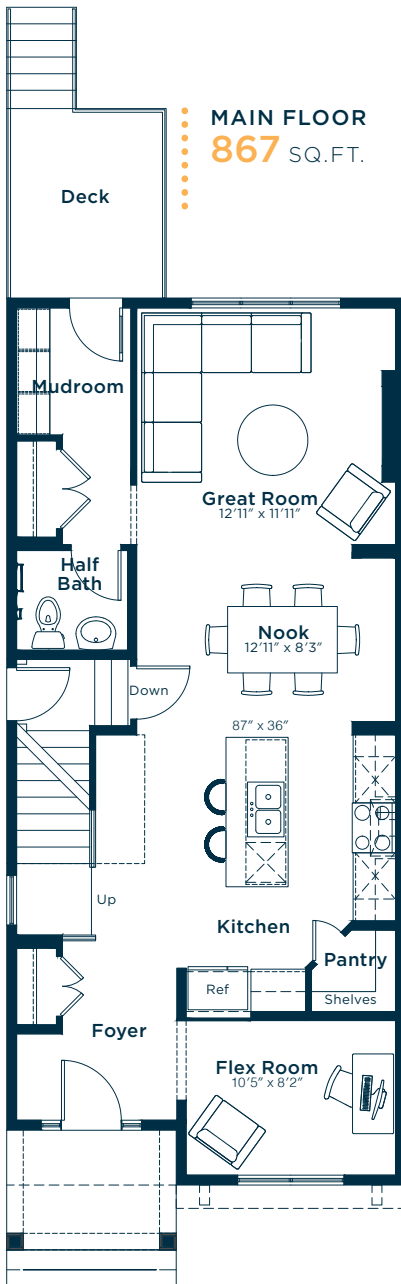 MAIN FLOOR
867 SQ.FT.
Deck
Mudroom
Great Room
12'11" x 11'11"
Half
Bath
Nook
12'11" x 8'3"
Down
87" x 36"
Up
Kitchen
Pantry
Ref
Shelves
Foyer
Flex Room
10'5" x 8'2"